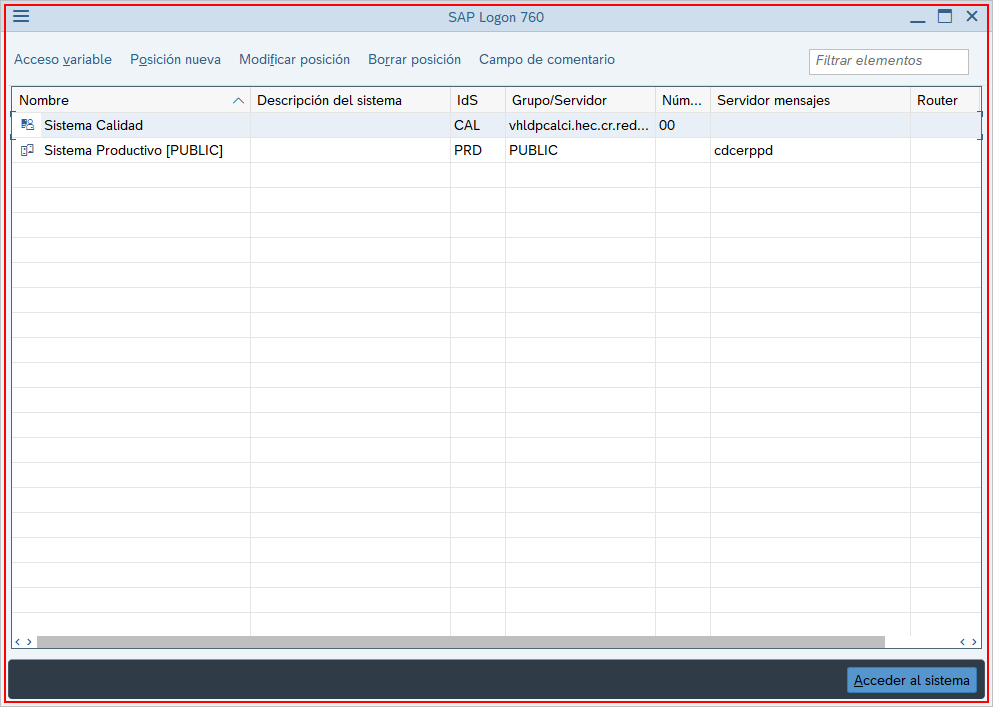 SAP Logon 760
Acceso variable Posición nueva Modificar posición Borrar posición Campo de comentario Filtrar elementos
Nombre Descripción del sistema IdS Grupo/Servidor Núm... Servidor mensajes Router
Sistema Calidad CAL vhldpcalci.hec.cr.red... 00
Sistema Productivo [PUBLIC] PRD PUBLIC cdcerppd
Acceder al sistema